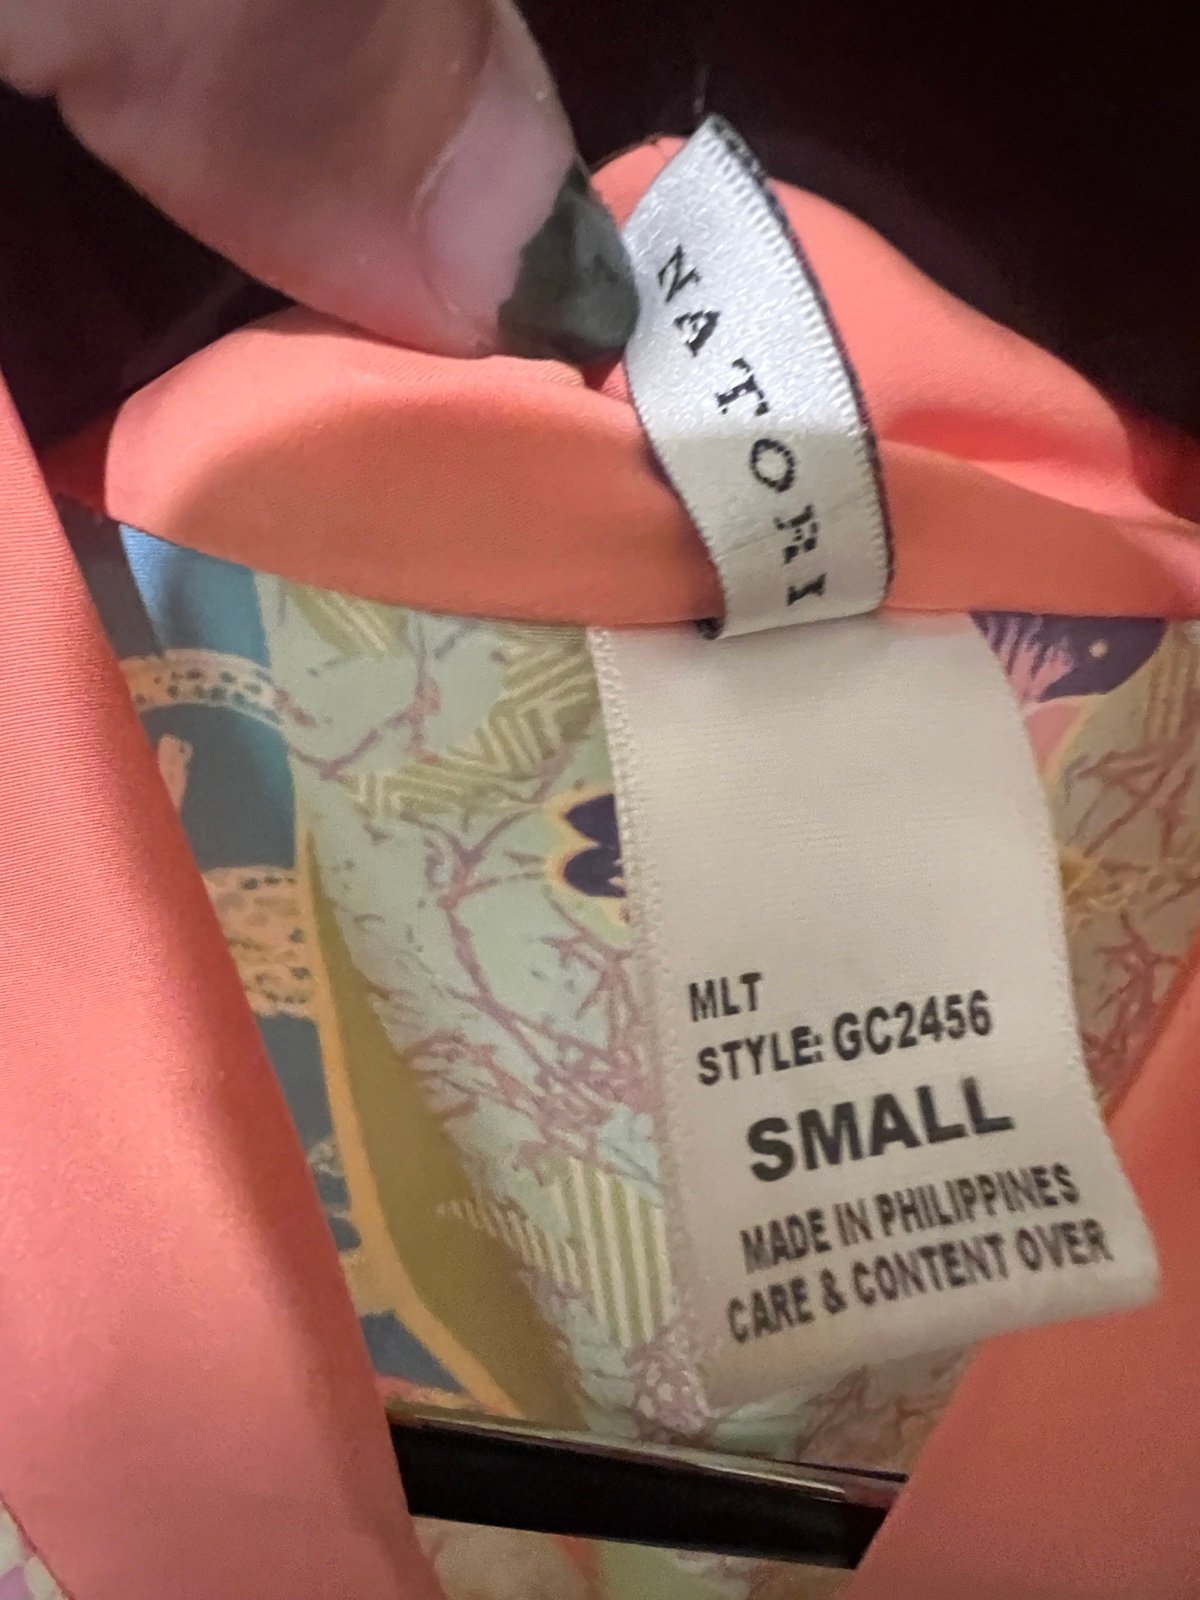 NATORI
MLT
STYLE: GC2456
SMALL
MADE IN PHILIPPINES
CARE & CONTENT OVER